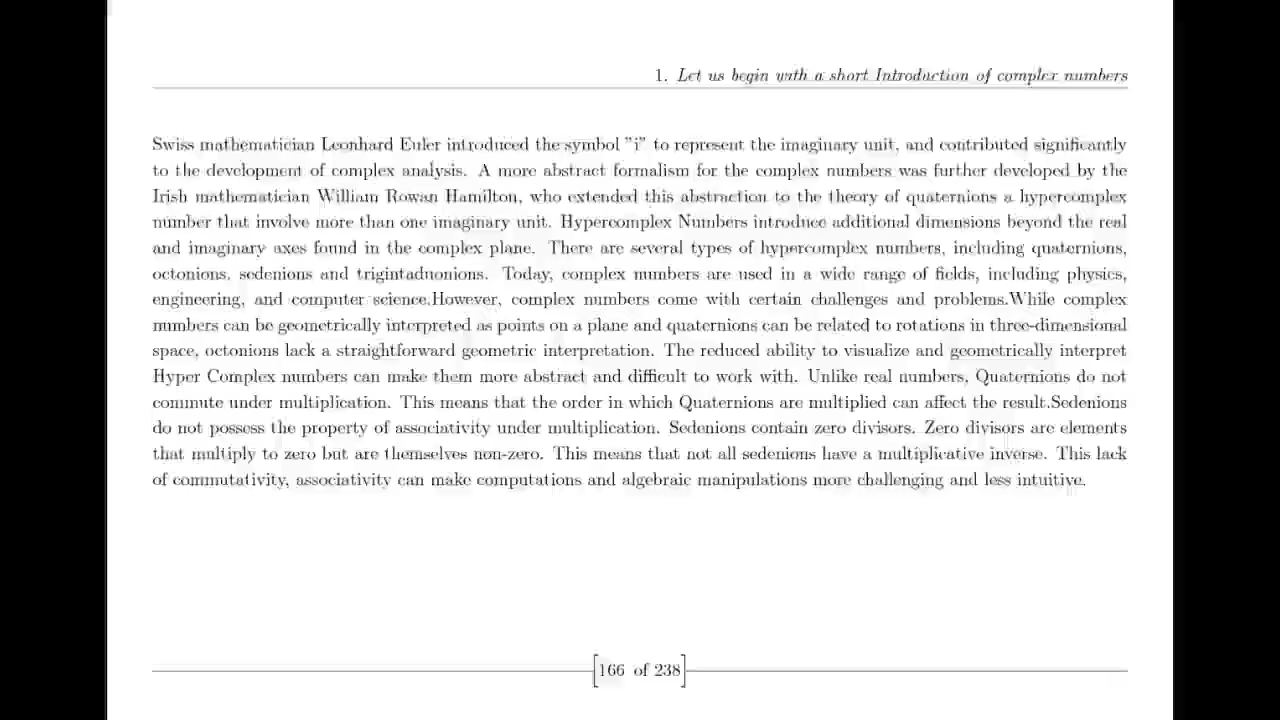 1. Let us begin with a short Introduction of complex numbers
Swiss mathematician Leonhard Euler introduced the symbol "i" to represent the imaginary unit, and contributed significantly
to the development of complex analysis. A more abstract formalism for the complex numbers was further developed by the
Irish mathematician William Rowan Hamilton, who extended this abstraction to the theory of quaternions a hypercomplex
number that involve more than one imaginary unit. Hypercomplex Numbers introduce additional dimensions beyond the real
and imaginary axes found in the complex plane. There are several types of hypercomplex numbers, including quaternions,
octonions, sedenions and trigintaduonions. Today, complex numbers are used in a wide range of fields, including physics,
engineering, and computer science.However, complex numbers come with certain challenges and problems.While complex
numbers can be geometrically interpreted as points on a plane and quaternions can be related to rotations in three-dimensional
space, octonions lack a straightforward geometric interpretation. The reduced ability to visualize and geometrically interpret
Hyper Complex numbers can make them more abstract and difficult to work with. Unlike real numbers, Quaternions do not
commute under multiplication. This means that the order in which Quaternions are multiplied can affect the result.Sedenions
do not possess the property of associativity under multiplication. Sedenions contain zero divisors. Zero divisors are elements
that multiply to zero but are themselves non-zero. This means that not all sedenions have a multiplicative inverse. This lack
of commutativity, associativity can make computations and algebraic manipulations more challenging and less intuitive.
166 of 238